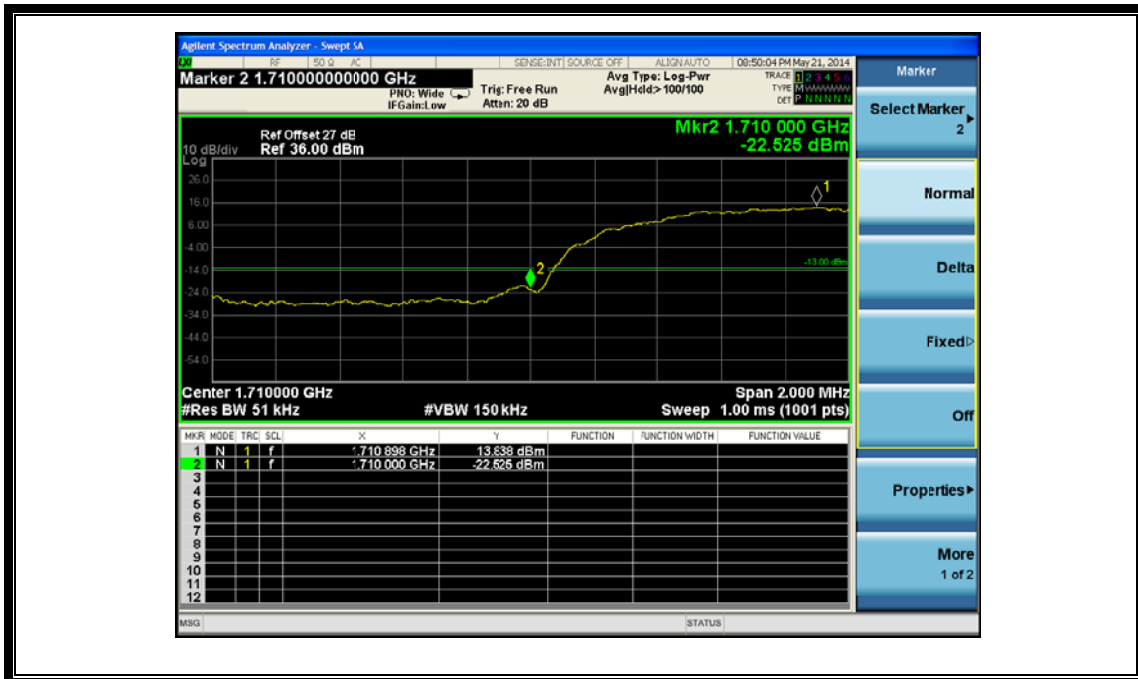 Agilent Spectrum Analyzer - Swept SA
LXI RF 50 Ω AC SENSE:INT SOURCE OFF ALIGN AUTO 08:50:04 PM May 21, 2014
Marker 2 1.710000000000 GHz
PNO: Wide
IFGain:Low
Trig: Free Run
Atten: 20 dB
Avg Type: Log-Pwr
Avg|Hold:> 100/100
TRACE 1 2 3 4 5 6
TYPE M WWWWW
DET P N N N N N
Ref Offset 27 dB
Ref 36.00 dBm
10 dB/div
Log
Mkr2 1.710 000 GHz
-22.525 dBm
26.0
16.0
6.00
-4.00
-14.0
-24.0
-34.0
-44.0
-54.0
1
2
-13.00 dBm
Center 1.710000 GHz
Span 2.000 MHz
#Res BW 51 kHz
#VBW 150 kHz
Sweep 1.00 ms (1001 pts)
MKR MODE TRC SCL X Y FUNCTION FUNCTION WIDTH FUNCTION VALUE
1 N 1 f 1.710 898 GHz 13.838 dBm
2 N 1 f 1.710 000 GHz -22.525 dBm
3
4
5
6
7
8
9
10
11
12
MSG
STATUS
Marker
Select Marker
2
Normal
Delta
Fixed
Off
Properties
More
1 of 2